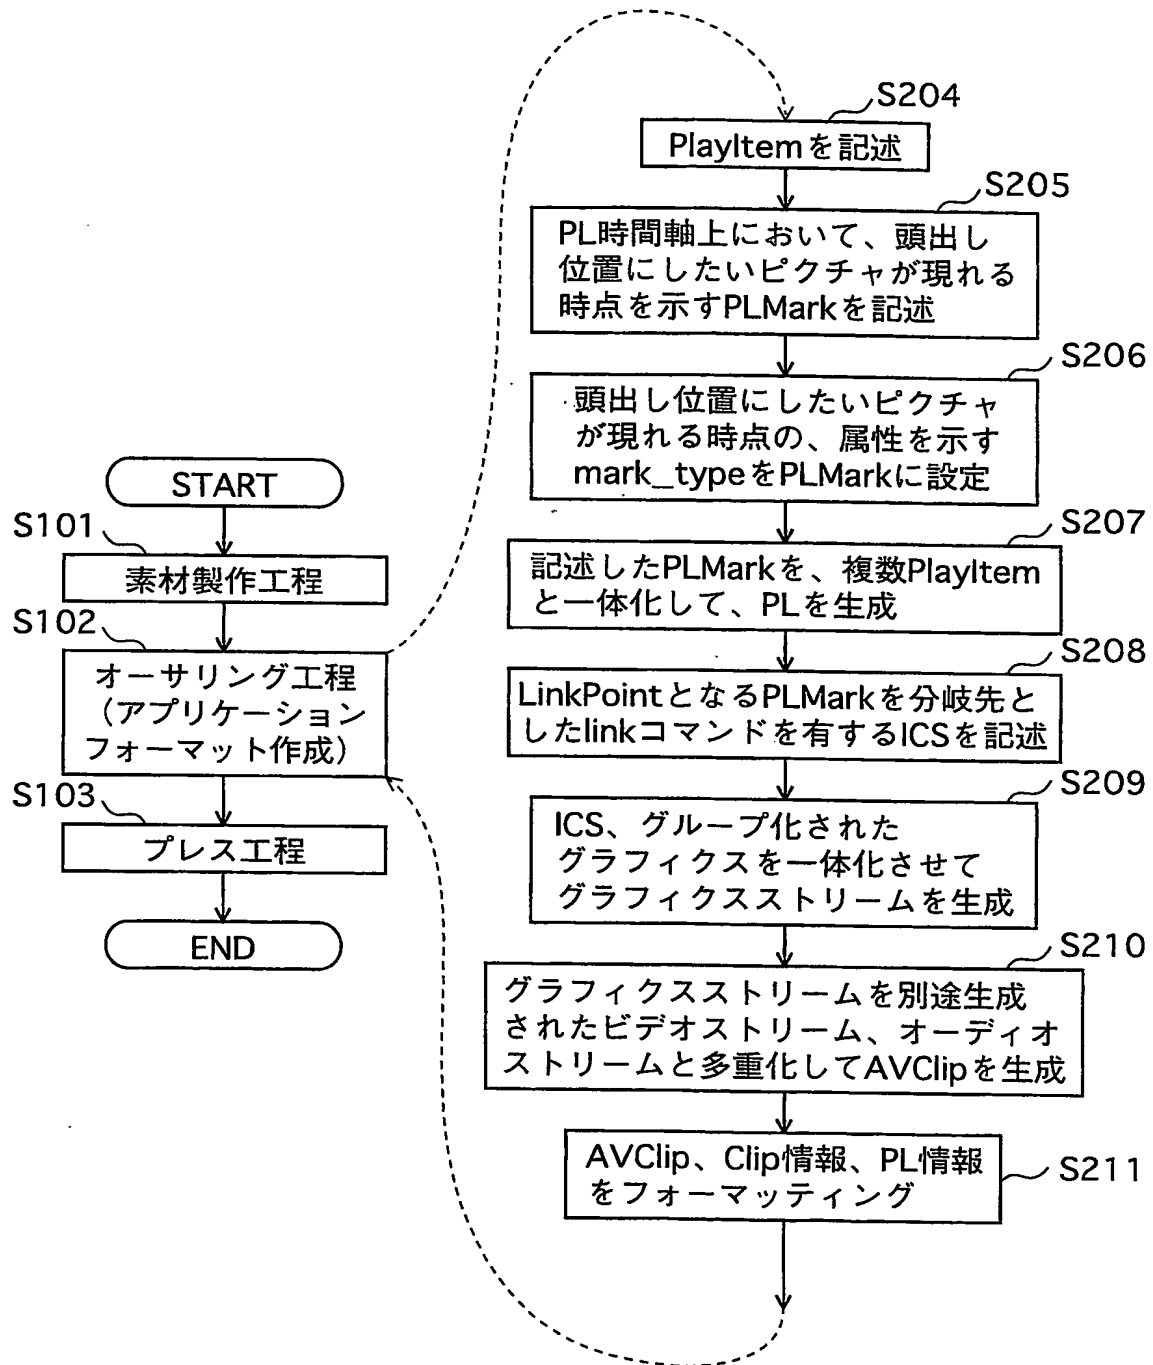 START
S101
素材製作工程
S102
オーサリング工程
(アプリケーション
フォーマット作成)
S103
プレス工程
END
S204
PlayItemを記述
S205
PL時間軸上において、頭出し
位置にしたいピクチャが現れる
時点を示すPLMarkを記述
S206
頭出し位置にしたいピクチャ
が現れる時点の、属性を示す
mark_typeをPLMarkに設定
S207
記述したPLMarkを、複数PlayItem
と一体化して、PLを生成
S208
LinkPointとなるPLMarkを分岐先と
したlinkコマンドを有するICSを記述
S209
ICS、グループ化された
グラフィクスを一体化させて
グラフィクスストリームを生成
S210
グラフィクスストリームを別途生成
されたビデオストリーム、オーディオ
ストリームと多重化してAVClipを生成
S211
AVClip、Clip情報、PL情報
をフォーマッティング